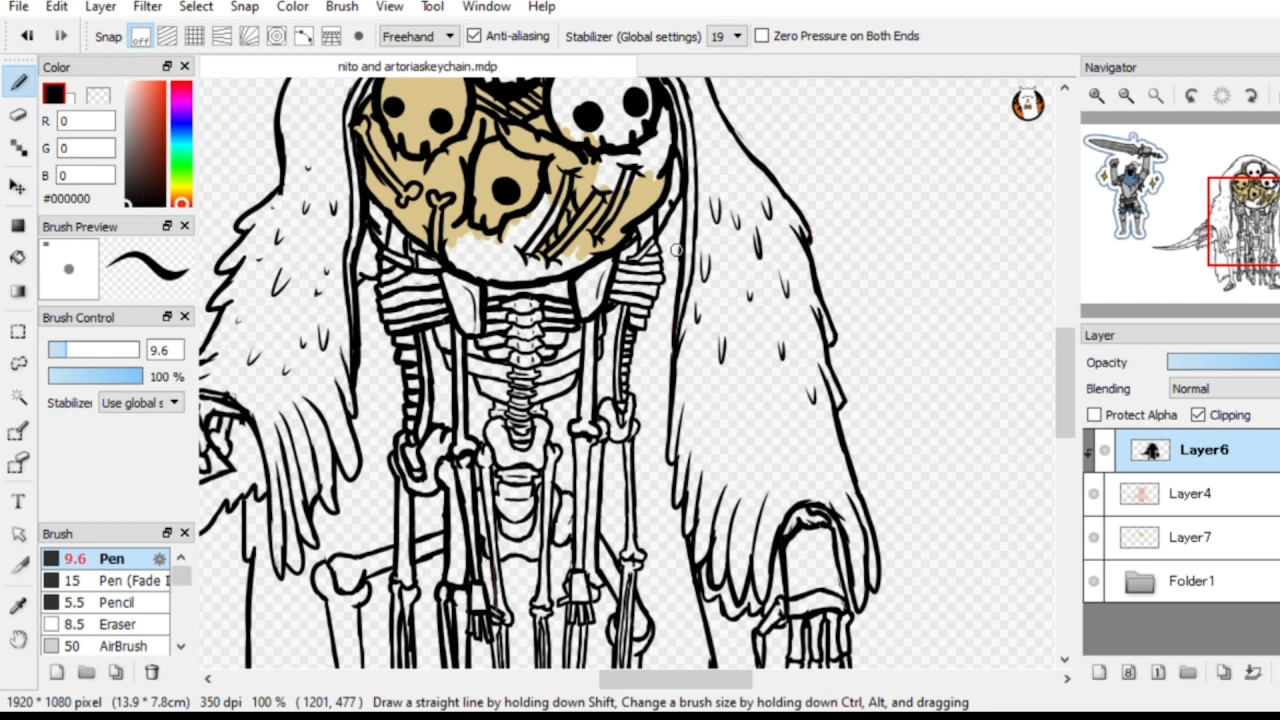 File Edit Layer Filter Select Snap Color Brush View Tool Window Help
Snap off Freehand Anti-aliasing Stabilizer (Global settings) 19 Zero Pressure on Both Ends
Color
nito and artoriaskeychain.mdp
Navigator
R 0
G 0
B 0
#000000
Brush Preview
Brush Control
9.6
100 %
Stabilizer Use global s
Layer
Opacity
Blending Normal
Protect Alpha Clipping
Layer6
Layer4
Layer7
Folder1
Brush
9.6 Pen
15 Pen (Fade I
5.5 Pencil
8.5 Eraser
50 AirBrush
T
8 1
1920 * 1080 pixel (13.9 * 7.8cm) 350 dpi 100 % ( 1201, 477 ) Draw a straight line by holding down Shift, Change a brush size by holding down Ctrl, Alt, and dragging